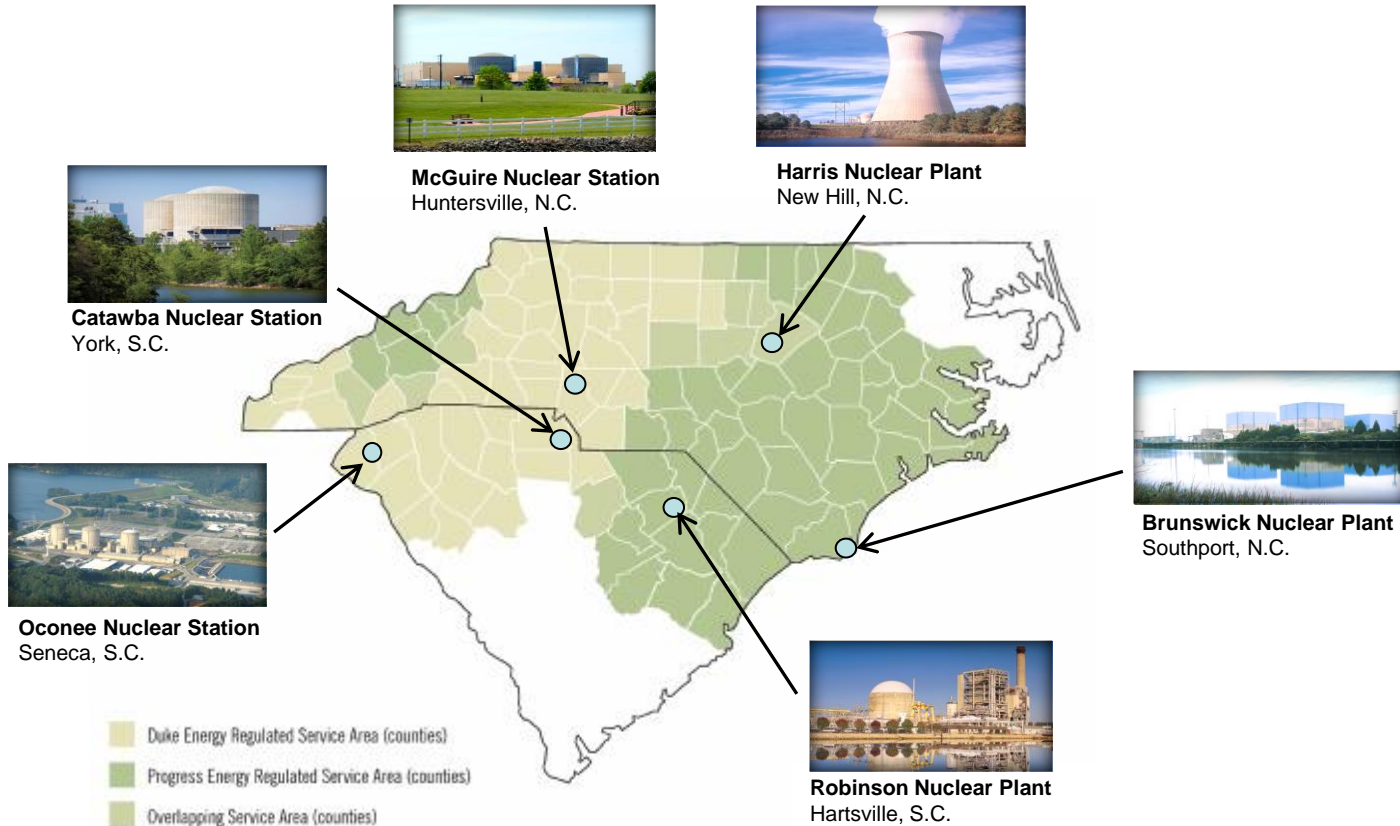 McGuire Nuclear Station
Huntersville, N.C.
Harris Nuclear Plant
New Hill, N.C.
Catawba Nuclear Station
York, S.C.
Brunswick Nuclear Plant
Southport, N.C.
Oconee Nuclear Station
Seneca, S.C.
Robinson Nuclear Plant
Hartsville, S.C.
Duke Energy Regulated Service Area (counties)
Progress Energy Regulated Service Area (counties)
Overlapping Service Area (counties)